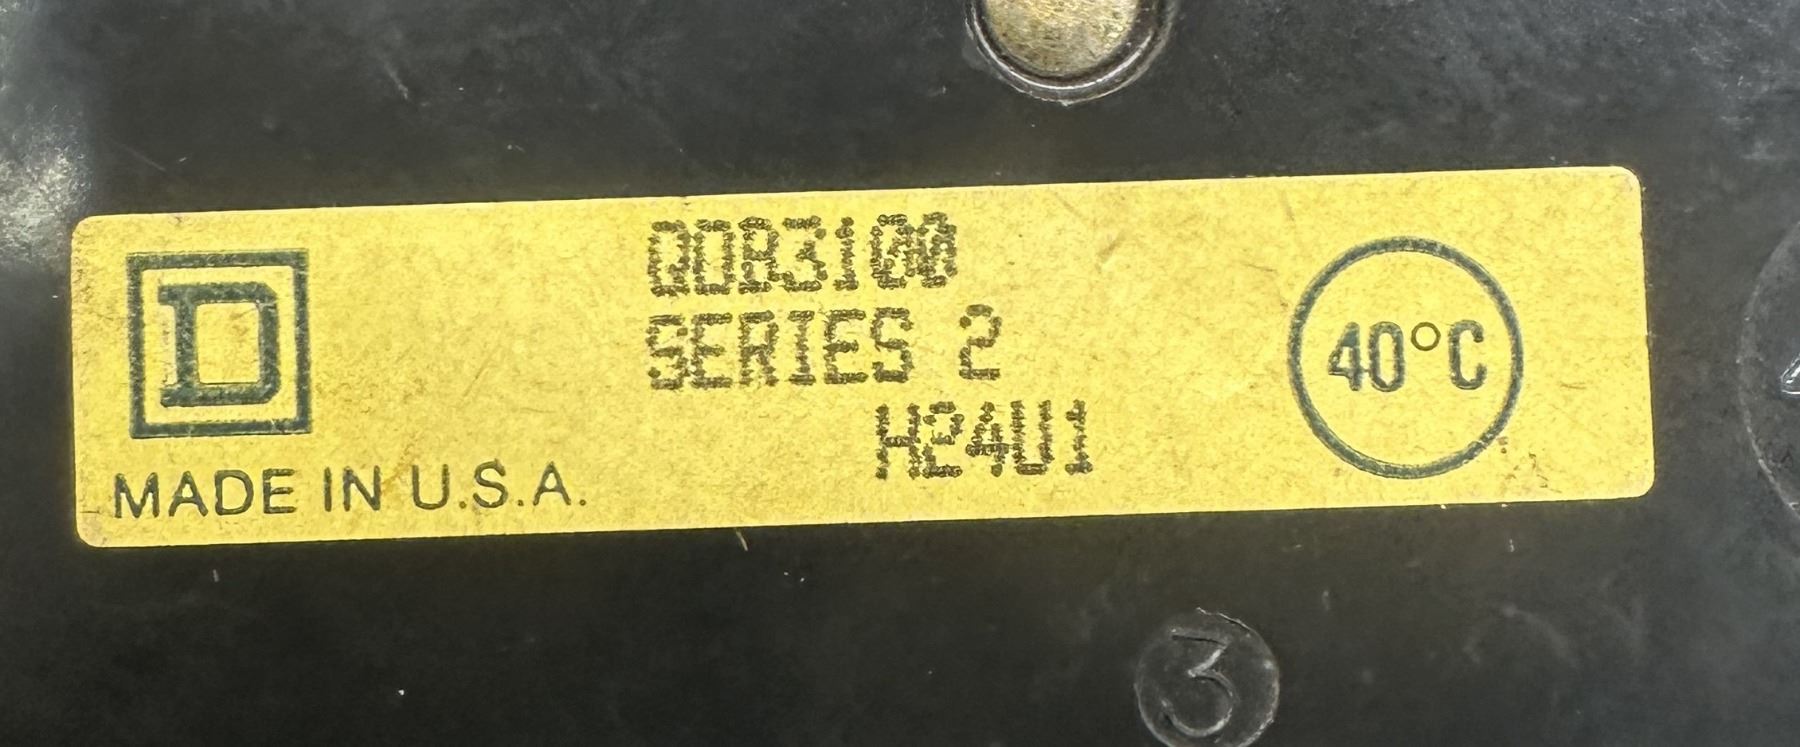 D
QOB3100
SERIES 2
H24U1
40°C
MADE IN U.S.A.
3